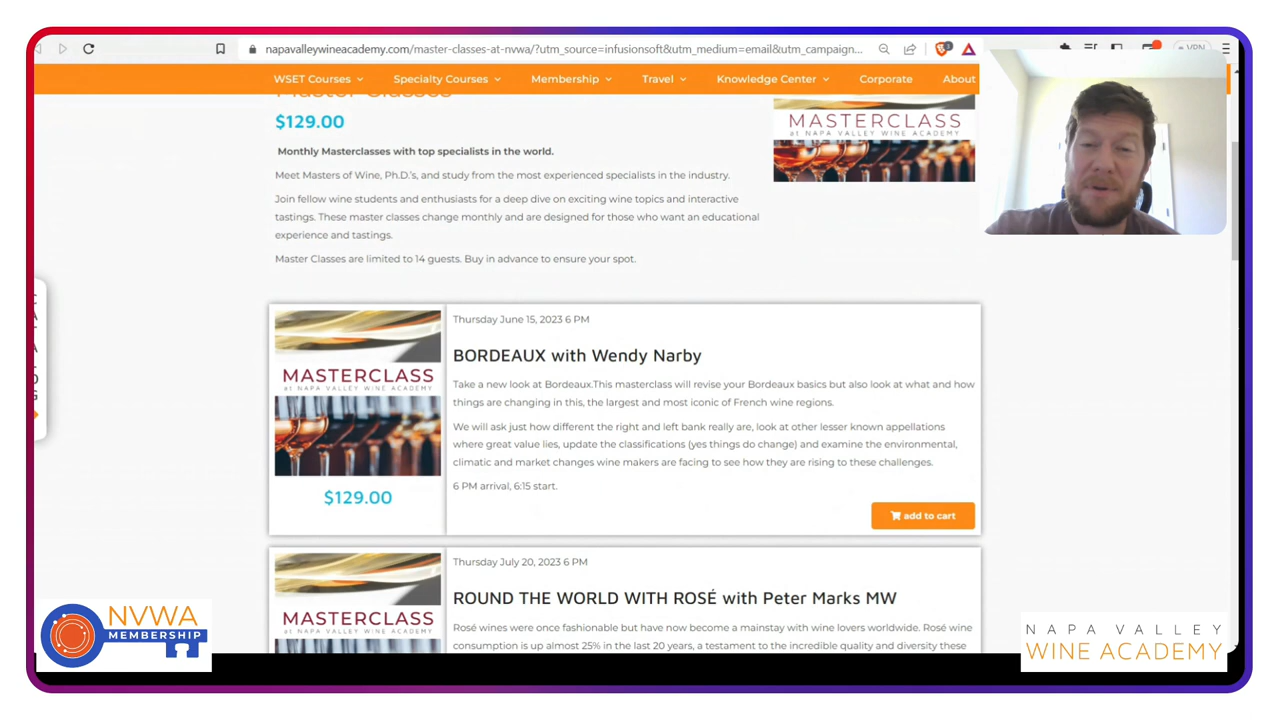 napavalleywineacademy.com/master-classes-at-nvwa/?utm_source=infusionsoft&utm_medium=email&utm_campaign...
VPN
WSET Courses Specialty Courses Membership Travel Knowledge Center Corporate About
Master Classes
$129.00
Monthly Masterclasses with top specialists in the world.
Meet Masters of Wine, Ph.D.'s, and study from the most experienced specialists in the industry.
Join fellow wine students and enthusiasts for a deep dive on exciting wine topics and interactive
tastings. These master classes change monthly and are designed for those who want an educational
experience and tastings.
Master Classes are limited to 14 guests. Buy in advance to ensure your spot.
MASTERCLASS
at NAPA VALLEY WINE ACADEMY
MASTERCLASS
at NAPA VALLEY WINE ACADEMY
$129.00
Thursday June 15, 2023 6 PM
BORDEAUX with Wendy Narby
Take a new look at Bordeaux.This masterclass will revise your Bordeaux basics but also look at what and how
things are changing in this, the largest and most iconic of French wine regions.
We will ask just how different the right and left bank really are, look at other lesser known appellations
where great value lies, update the classifications (yes things do change) and examine the environmental,
climatic and market changes wine makers are facing to see how they are rising to these challenges.
6 PM arrival, 6:15 start.
add to cart
MASTERCLASS
at NAPA VALLEY WINE ACADEMY
Thursday July 20, 2023 6 PM
ROUND THE WORLD WITH ROSÉ with Peter Marks MW
Rosé wines were once fashionable but have now become a mainstay with wine lovers worldwide. Rosé wine
consumption is up almost 25% in the last 20 years, a testament to the incredible quality and diversity these
NVWA
MEMBERSHIP
NAPA VALLEY
WINE ACADEMY